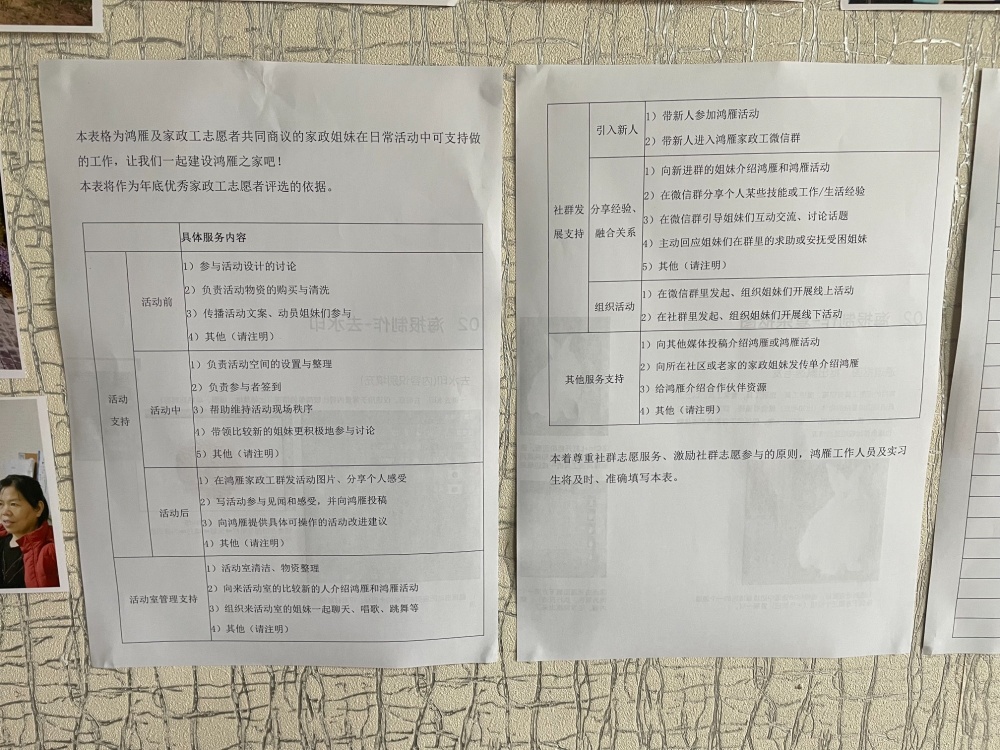 本表格为鸿雁及家政工志愿者共同商议的家政姐妹在日常活动中可支持做
的工作，让我们一起建设鸿雁之家吧！
本表将作为年底优秀家政工志愿者评选的依据。
具体服务内容
活动
支持
活动前
1）参与活动设计的讨论
2）负责活动物资的购买与清洗
3）传播活动文案、动员姐妹们参与
4）其他（请注明）
活动中
1）负责活动空间的设置与整理
2）负责参与者签到
3）帮助维持活动现场秩序
4）带领比较新的姐妹更积极地参与讨论
5）其他（请注明）
活动后
1）在鸿雁家政工群发活动图片、分享个人感受
2）写活动参与见闻和感受，并向鸿雁投稿
3）向鸿雁提供具体可操作的活动改进建议
4）其他（请注明）
活动室管理支持
1）活动室清洁、物资整理
2）向来活动室的比较新的人介绍鸿雁和鸿雁活动
3）组织来活动室的姐妹一起聊天、唱歌、跳舞等
4）其他（请注明）
社群发
展支持
引入新人
1）带新人参加鸿雁活动
2）带新人进入鸿雁家政工微信群
分享经验、
融合关系
1）向新进群的姐妹介绍鸿雁和鸿雁活动
2）在微信群分享个人某些技能或工作/生活经验
3）在微信群引导姐妹们互动交流、讨论话题
4）主动回应姐妹们在群里的求助或安抚受困姐妹
5）其他（请注明）
组织活动
1）在微信群里发起、组织姐妹们开展线上活动
2）在社群里发起、组织姐妹们开展线下活动
其他服务支持
1）向其他媒体投稿介绍鸿雁或鸿雁活动
2）向所在社区或老家的家政姐妹发传单介绍鸿雁
3）给鸿雁介绍合作伙伴资源
4）其他（请注明）
本着尊重社群志愿服务、激励社群志愿参与的原则，鸿雁工作人员及实习
生将及时、准确填写本表。
02 海报制作-去水印